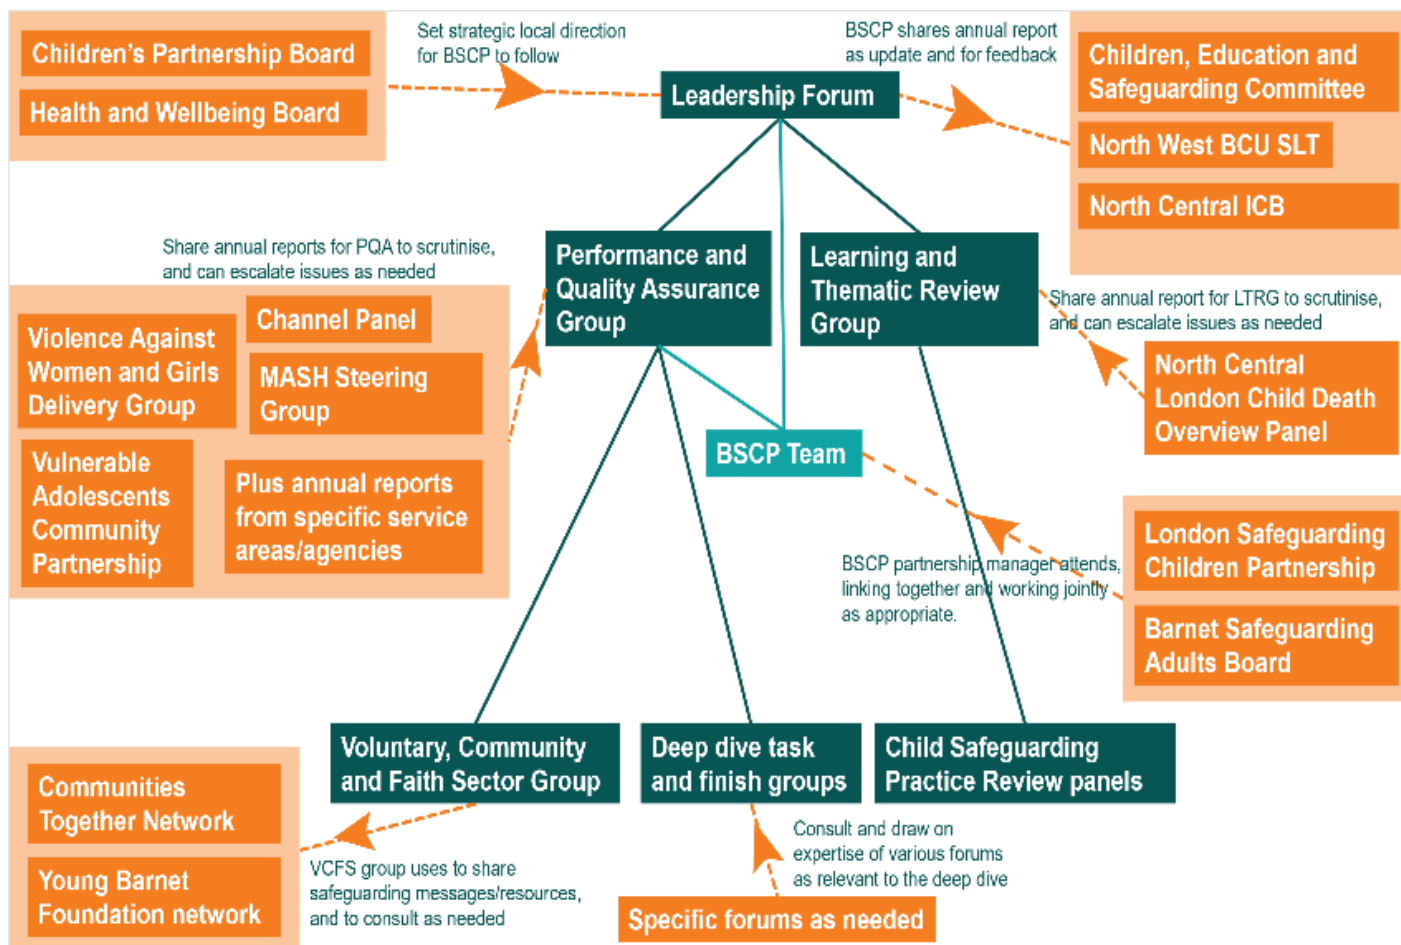 Children's Partnership Board
Health and Wellbeing Board
Set strategic local direction
for BSCP to follow
Leadership Forum
BSCP shares annual report
as update and for feedback
Children, Education and
Safeguarding Committee
North West BCU SLT
North Central ICB
Share annual reports for PQA to scrutinise,
and can escalate issues as needed
Performance and
Quality Assurance
Group
Learning and
Thematic Review
Group
Share annual report for LTRG to scrutinise,
and can escalate issues as needed
Violence Against
Women and Girls
Delivery Group
Channel Panel
MASH Steering
Group
Vulnerable
Adolescents
Community
Partnership
Plus annual reports
from specific service
areas/agencies
North Central
London Child Death
Overview Panel
BSCP Team
BSCP partnership manager attends,
linking together and working jointly
as appropriate.
London Safeguarding
Children Partnership
Barnet Safeguarding
Adults Board
Voluntary, Community
and Faith Sector Group
Deep dive task
and finish groups
Child Safeguarding
Practice Review panels
Communities
Together Network
Young Barnet
Foundation network
VCFS group uses to share
safeguarding messages/resources,
and to consult as needed
Consult and draw on
expertise of various forums
as relevant to the deep dive
Specific forums as needed